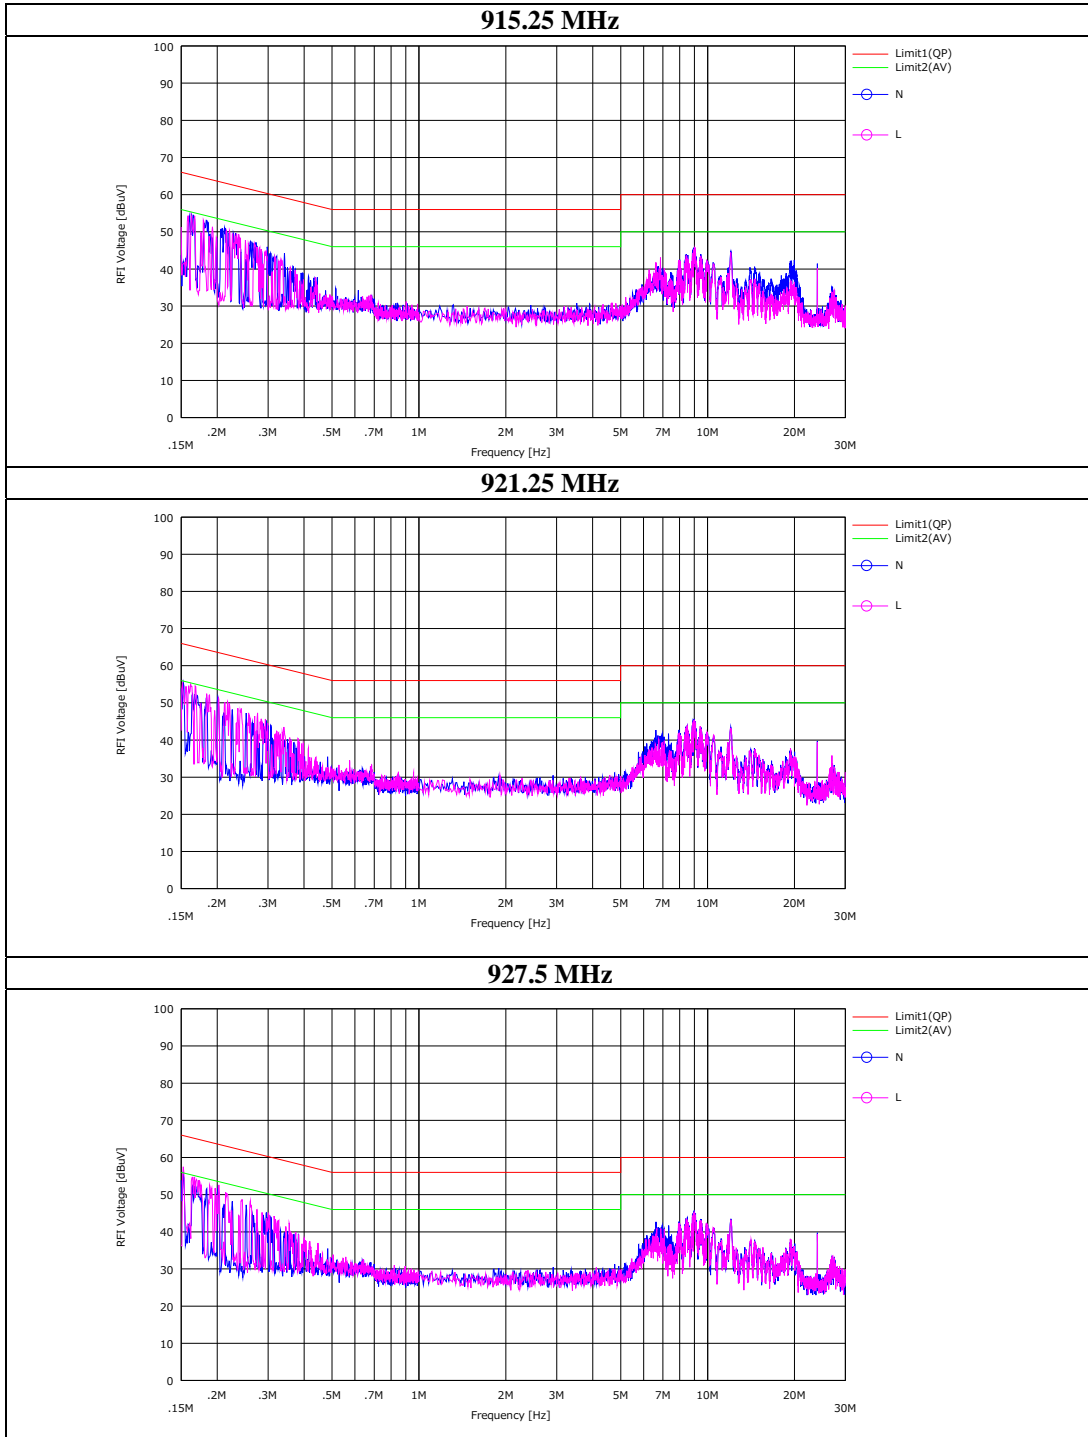 915.25 MHz
Limit1(QP)
Limit2(AV)
N
L
RFI Voltage [dBuV]
100
90
80
70
60
50
40
30
20
10
0
.15M .2M .3M .5M .7M 1M 2M 3M 5M 7M 10M 20M 30M
Frequency [Hz]
921.25 MHz
Limit1(QP)
Limit2(AV)
N
L
RFI Voltage [dBuV]
100
90
80
70
60
50
40
30
20
10
0
.15M .2M .3M .5M .7M 1M 2M 3M 5M 7M 10M 20M 30M
Frequency [Hz]
927.5 MHz
Limit1(QP)
Limit2(AV)
N
L
RFI Voltage [dBuV]
100
90
80
70
60
50
40
30
20
10
0
.15M .2M .3M .5M .7M 1M 2M 3M 5M 7M 10M 20M 30M
Frequency [Hz]